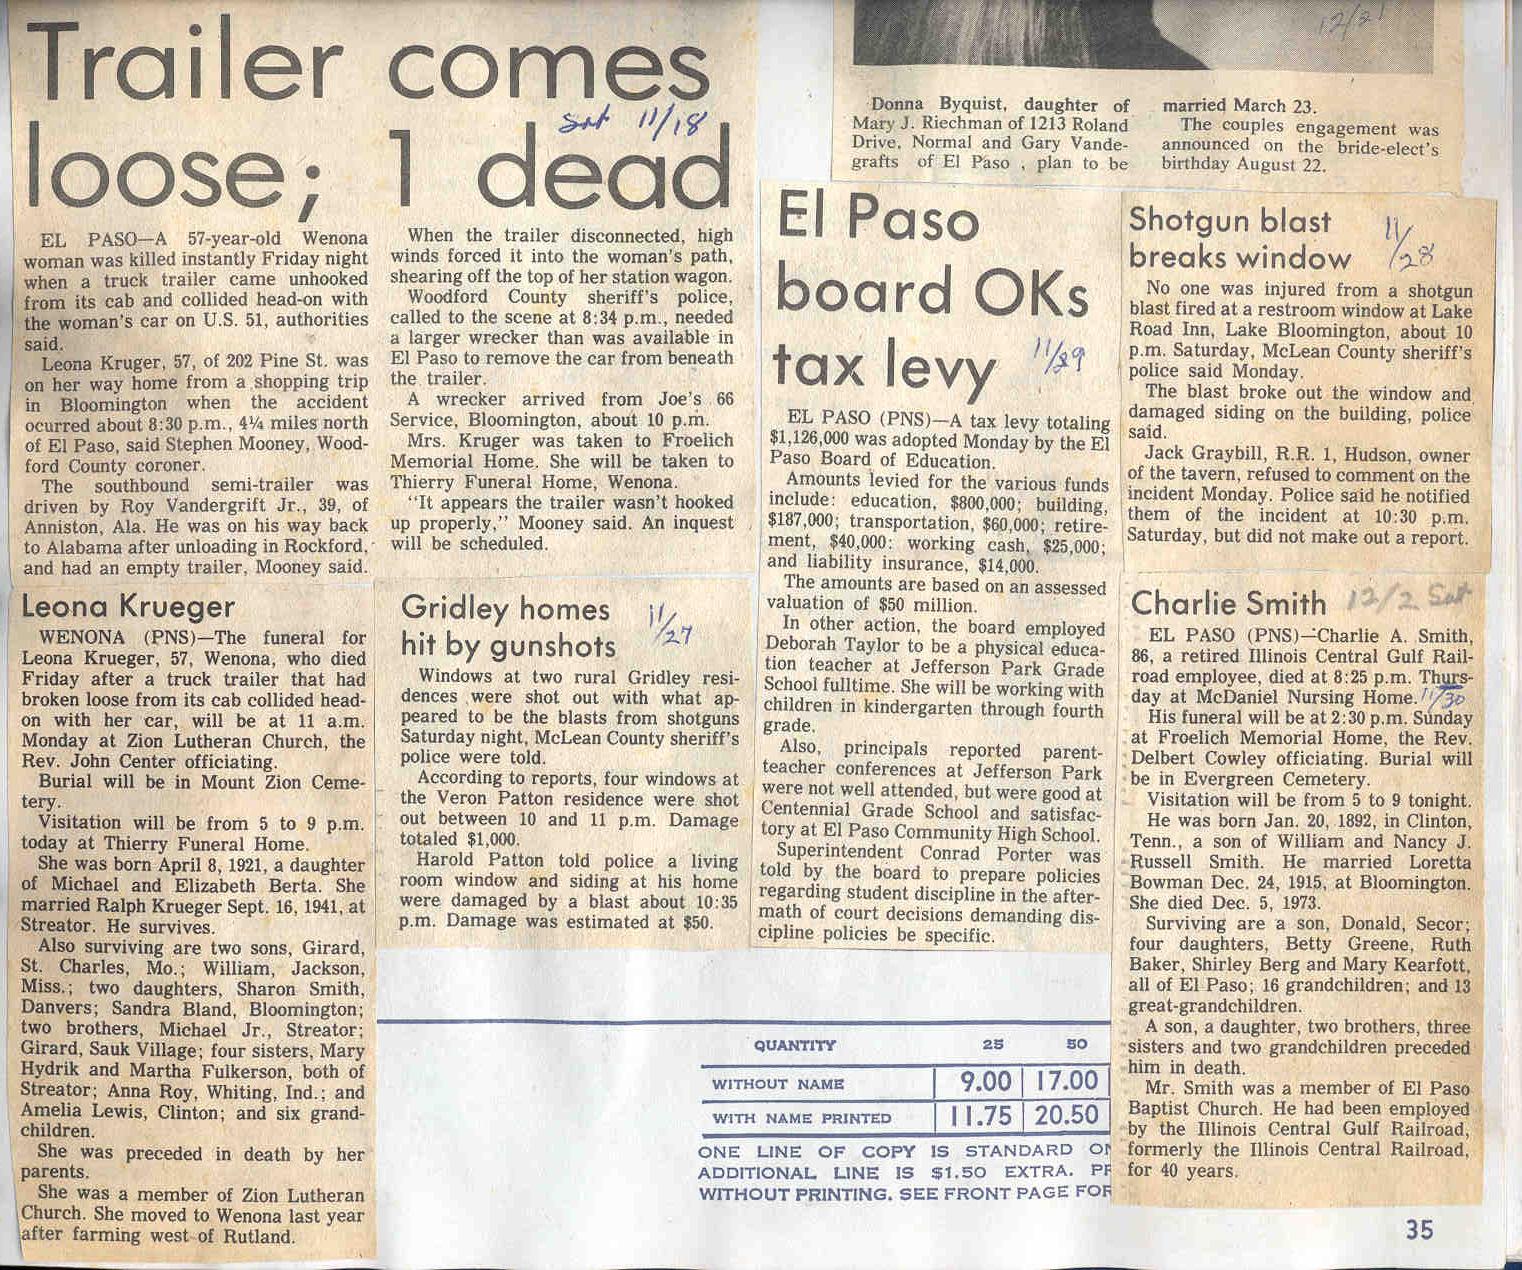 Trailer comes
loose; 1 dead
Sat 11/18
EL PASO—A 57-year-old Wenona
woman was killed instantly Friday night
when a truck trailer came unhooked
from its cab and collided head-on with
the woman's car on U.S. 51, authorities
said.
Leona Kruger, 57, of 202 Pine St. was
on her way home from a shopping trip
in Bloomington when the accident
ocurred about 8:30 p.m., 4¼ miles north
of El Paso, said Stephen Mooney, Wood-
ford County coroner.
The southbound semi-trailer was
driven by Roy Vandergrift Jr., 39, of
Anniston, Ala. He was on his way back
to Alabama after unloading in Rockford,
and had an empty trailer, Mooney said.
When the trailer disconnected, high
winds forced it into the woman's path,
shearing off the top of her station wagon.
Woodford County sheriff's police,
called to the scene at 8:34 p.m., needed
a larger wrecker than was available in
El Paso to remove the car from beneath
the trailer.
A wrecker arrived from Joe's 66
Service, Bloomington, about 10 p.m.
Mrs. Kruger was taken to Froelich
Memorial Home. She will be taken to
Thierry Funeral Home, Wenona.
"It appears the trailer wasn't hooked
up properly," Mooney said. An inquest
will be scheduled.
Leona Krueger
WENONA (PNS)—The funeral for
Leona Krueger, 57, Wenona, who died
Friday after a truck trailer that had
broken loose from its cab collided head-
on with her car, will be at 11 a.m.
Monday at Zion Lutheran Church, the
Rev. John Center officiating.
Burial will be in Mount Zion Ceme-
tery.
Visitation will be from 5 to 9 p.m.
today at Thierry Funeral Home.
She was born April 8, 1921, a daughter
of Michael and Elizabeth Berta. She
married Ralph Krueger Sept. 16, 1941, at
Streator. He survives.
Also surviving are two sons, Girard,
St. Charles, Mo.; William, Jackson,
Miss.; two daughters, Sharon Smith,
Danvers; Sandra Bland, Bloomington;
two brothers, Michael Jr., Streator;
Girard, Sauk Village; four sisters, Mary
Hydrik and Martha Fulkerson, both of
Streator; Anna Roy, Whiting, Ind.; and
Amelia Lewis, Clinton; and six grand-
children.
She was preceded in death by her
parents.
She was a member of Zion Lutheran
Church. She moved to Wenona last year
after farming west of Rutland.
Gridley homes
hit by gunshots
11/27
Windows at two rural Gridley resi-
dences were shot out with what ap-
peared to be the blasts from shotguns
Saturday night, McLean County sheriff's
police were told.
According to reports, four windows at
the Veron Patton residence were shot
out between 10 and 11 p.m. Damage
totaled $1,000.
Harold Patton told police a living
room window and siding at his home
were damaged by a blast about 10:35
p.m. Damage was estimated at $50.
12/21
Donna Byquist, daughter of
Mary J. Riechman of 1213 Roland
Drive, Normal and Gary Vande-
grafts of El Paso , plan to be
married March 23.
The couples engagement was
announced on the bride-elect's
birthday August 22.
El Paso
board OKs
tax levy
11/29
EL PASO (PNS)—A tax levy totaling
$1,126,000 was adopted Monday by the El
Paso Board of Education.
Amounts levied for the various funds
include: education, $800,000; building,
$187,000; transportation, $60,000; retire-
ment, $40,000: working cash, $25,000;
and liability insurance, $14,000.
The amounts are based on an assessed
valuation of $50 million.
In other action, the board employed
Deborah Taylor to be a physical educa-
tion teacher at Jefferson Park Grade
School fulltime. She will be working with
children in kindergarten through fourth
grade.
Also, principals reported parent-
teacher conferences at Jefferson Park
were not well attended, but were good at
Centennial Grade School and satisfac-
tory at El Paso Community High School.
Superintendent Conrad Porter was
told by the board to prepare policies
regarding student discipline in the after-
math of court decisions demanding dis-
cipline policies be specific.
Shotgun blast
breaks window
11/28
No one was injured from a shotgun
blast fired at a restroom window at Lake
Road Inn, Lake Bloomington, about 10
p.m. Saturday, McLean County sheriff's
police said Monday.
The blast broke out the window and
damaged siding on the building, police
said.
Jack Graybill, R.R. 1, Hudson, owner
of the tavern, refused to comment on the
incident Monday. Police said he notified
them of the incident at 10:30 p.m.
Saturday, but did not make out a report.
Charlie Smith
12/2 Sat
EL PASO (PNS)—Charlie A. Smith,
86, a retired Illinois Central Gulf Rail-
road employee, died at 8:25 p.m. Thurs-
day at McDaniel Nursing Home. 11/30
His funeral will be at 2:30 p.m. Sunday
at Froelich Memorial Home, the Rev.
Delbert Cowley officiating. Burial will
be in Evergreen Cemetery.
Visitation will be from 5 to 9 tonight.
He was born Jan. 20, 1892, in Clinton,
Tenn., a son of William and Nancy J.
Russell Smith. He married Loretta
Bowman Dec. 24, 1915, at Bloomington.
She died Dec. 5, 1973.
Surviving are a son, Donald, Secor;
four daughters, Betty Greene, Ruth
Baker, Shirley Berg and Mary Kearfott,
all of El Paso; 16 grandchildren; and 13
great-grandchildren.
A son, a daughter, two brothers, three
sisters and two grandchildren preceded
him in death.
Mr. Smith was a member of El Paso
Baptist Church. He had been employed
by the Illinois Central Gulf Railroad,
formerly the Illinois Central Railroad,
for 40 years.
QUANTITY 25 50
WITHOUT NAME 9.00 17.00
WITH NAME PRINTED 11.75 20.50
ONE LINE OF COPY IS STANDARD
ADDITIONAL LINE IS $1.50 EXTRA.
WITHOUT PRINTING. SEE FRONT PAGE FOR
35